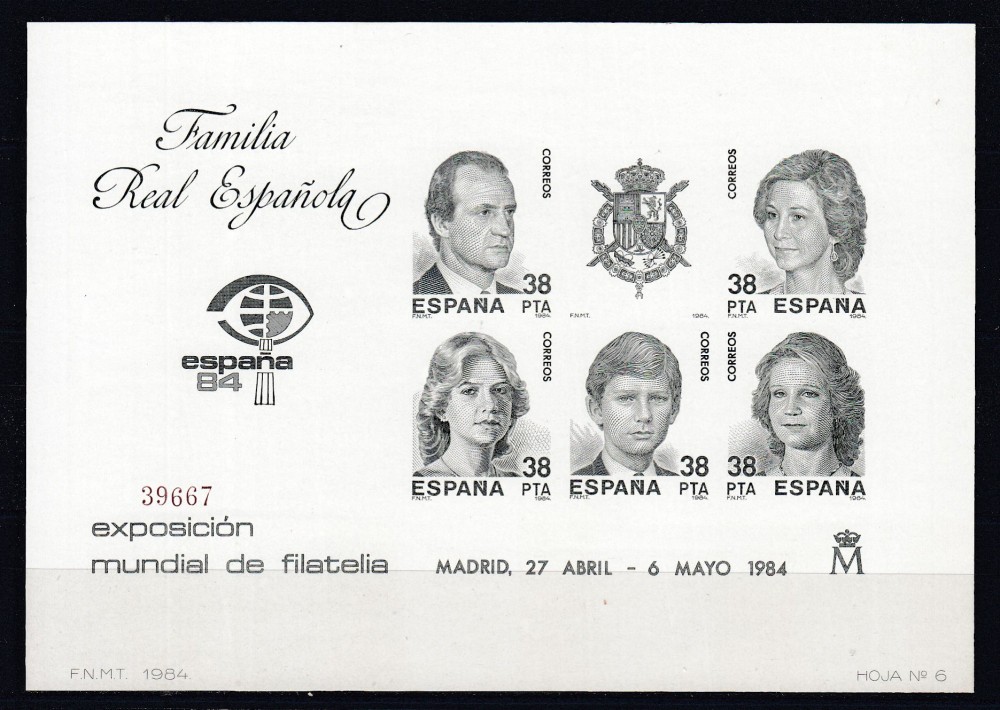 Familia
Real Española
españa
84
39667
exposición
mundial de filatelia
CORREOS
38
ESPAÑA PTA
F.N.M.T. 1984.
F.N.M.T. 1984.
CORREOS
38
PTA ESPAÑA
F.N.M.T. 1984.
CORREOS
38
ESPAÑA PTA
F.N.M.T. 1984.
CORREOS
38
ESPAÑA PTA
F.N.M.T. 1984.
CORREOS
38
PTA ESPAÑA
F.N.M.T. 1984.
MADRID, 27 ABRIL - 6 MAYO 1984
M
F.N.M.T. 1984.
HOJA Nº 6